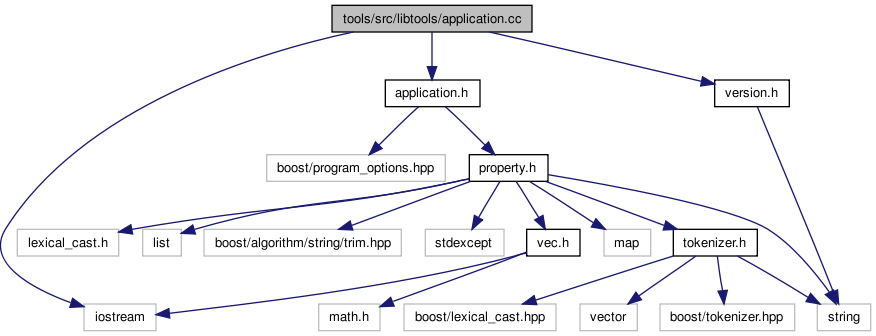 tools/src/libtools/application.cc
application.h
version.h
boost/program_options.hpp
property.h
lexical_cast.h
list
boost/algorithm/string/trim.hpp
stdexcept
vec.h
map
tokenizer.h
iostream
math.h
boost/lexical_cast.hpp
vector
boost/tokenizer.hpp
string